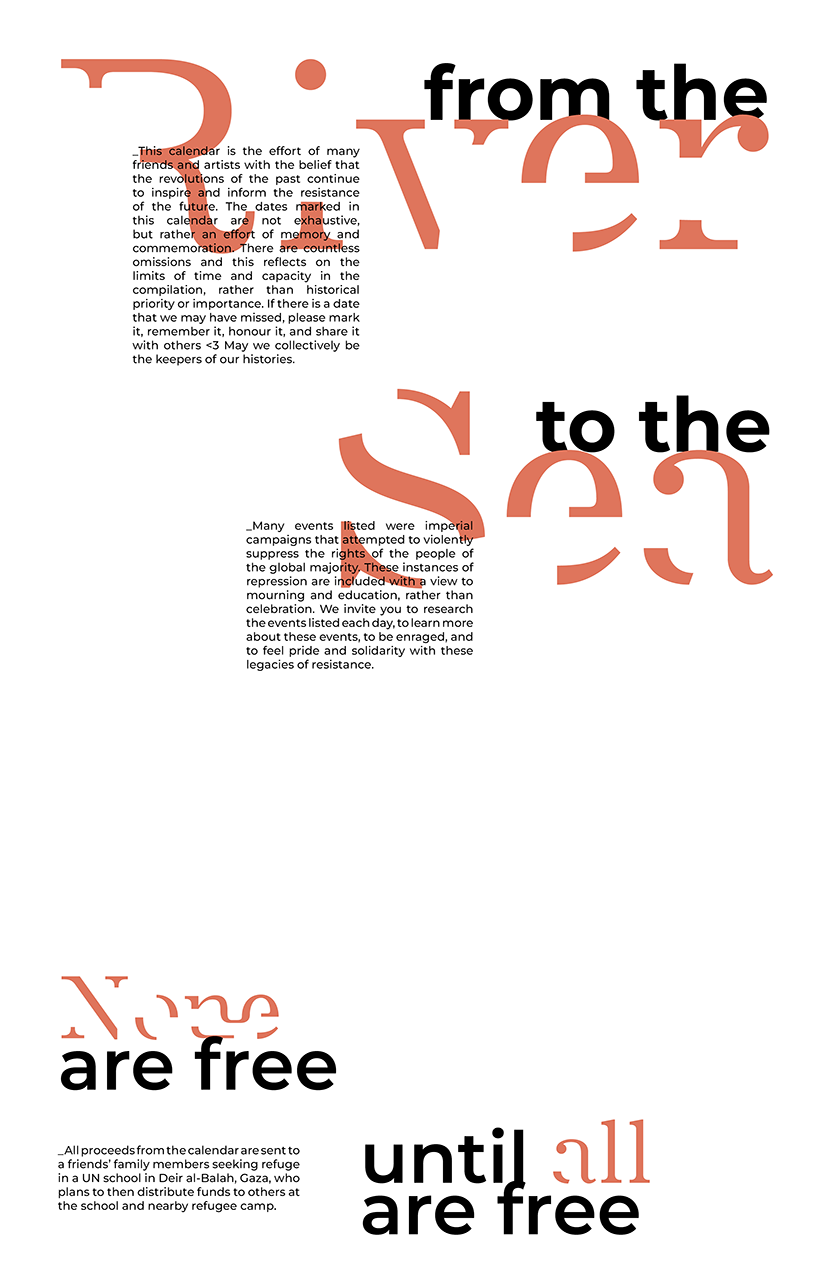 from the
River
_This calendar is the effort of many
friends and artists with the belief that
the revolutions of the past continue
to inspire and inform the resistance
of the future. The dates marked in
this calendar are not exhaustive,
but rather an effort of memory and
commemoration. There are countless
omissions and this reflects on the
limits of time and capacity in the
compilation, rather than historical
priority or importance. If there is a date
that we may have missed, please mark
it, remember it, honour it, and share it
with others <3 May we collectively be
the keepers of our histories.
to the
Sea
_Many events listed were imperial
campaigns that attempted to violently
suppress the rights of the people of
the global majority. These instances of
repression are included with a view to
mourning and education, rather than
celebration. We invite you to research
the events listed each day, to learn more
about these events, to be enraged, and
to feel pride and solidarity with these
legacies of resistance.
None
are free
_All proceeds from the calendar are sent to
a friends’ family members seeking refuge
in a UN school in Deir al-Balah, Gaza, who
plans to then distribute funds to others at
the school and nearby refugee camp.
until all
are free